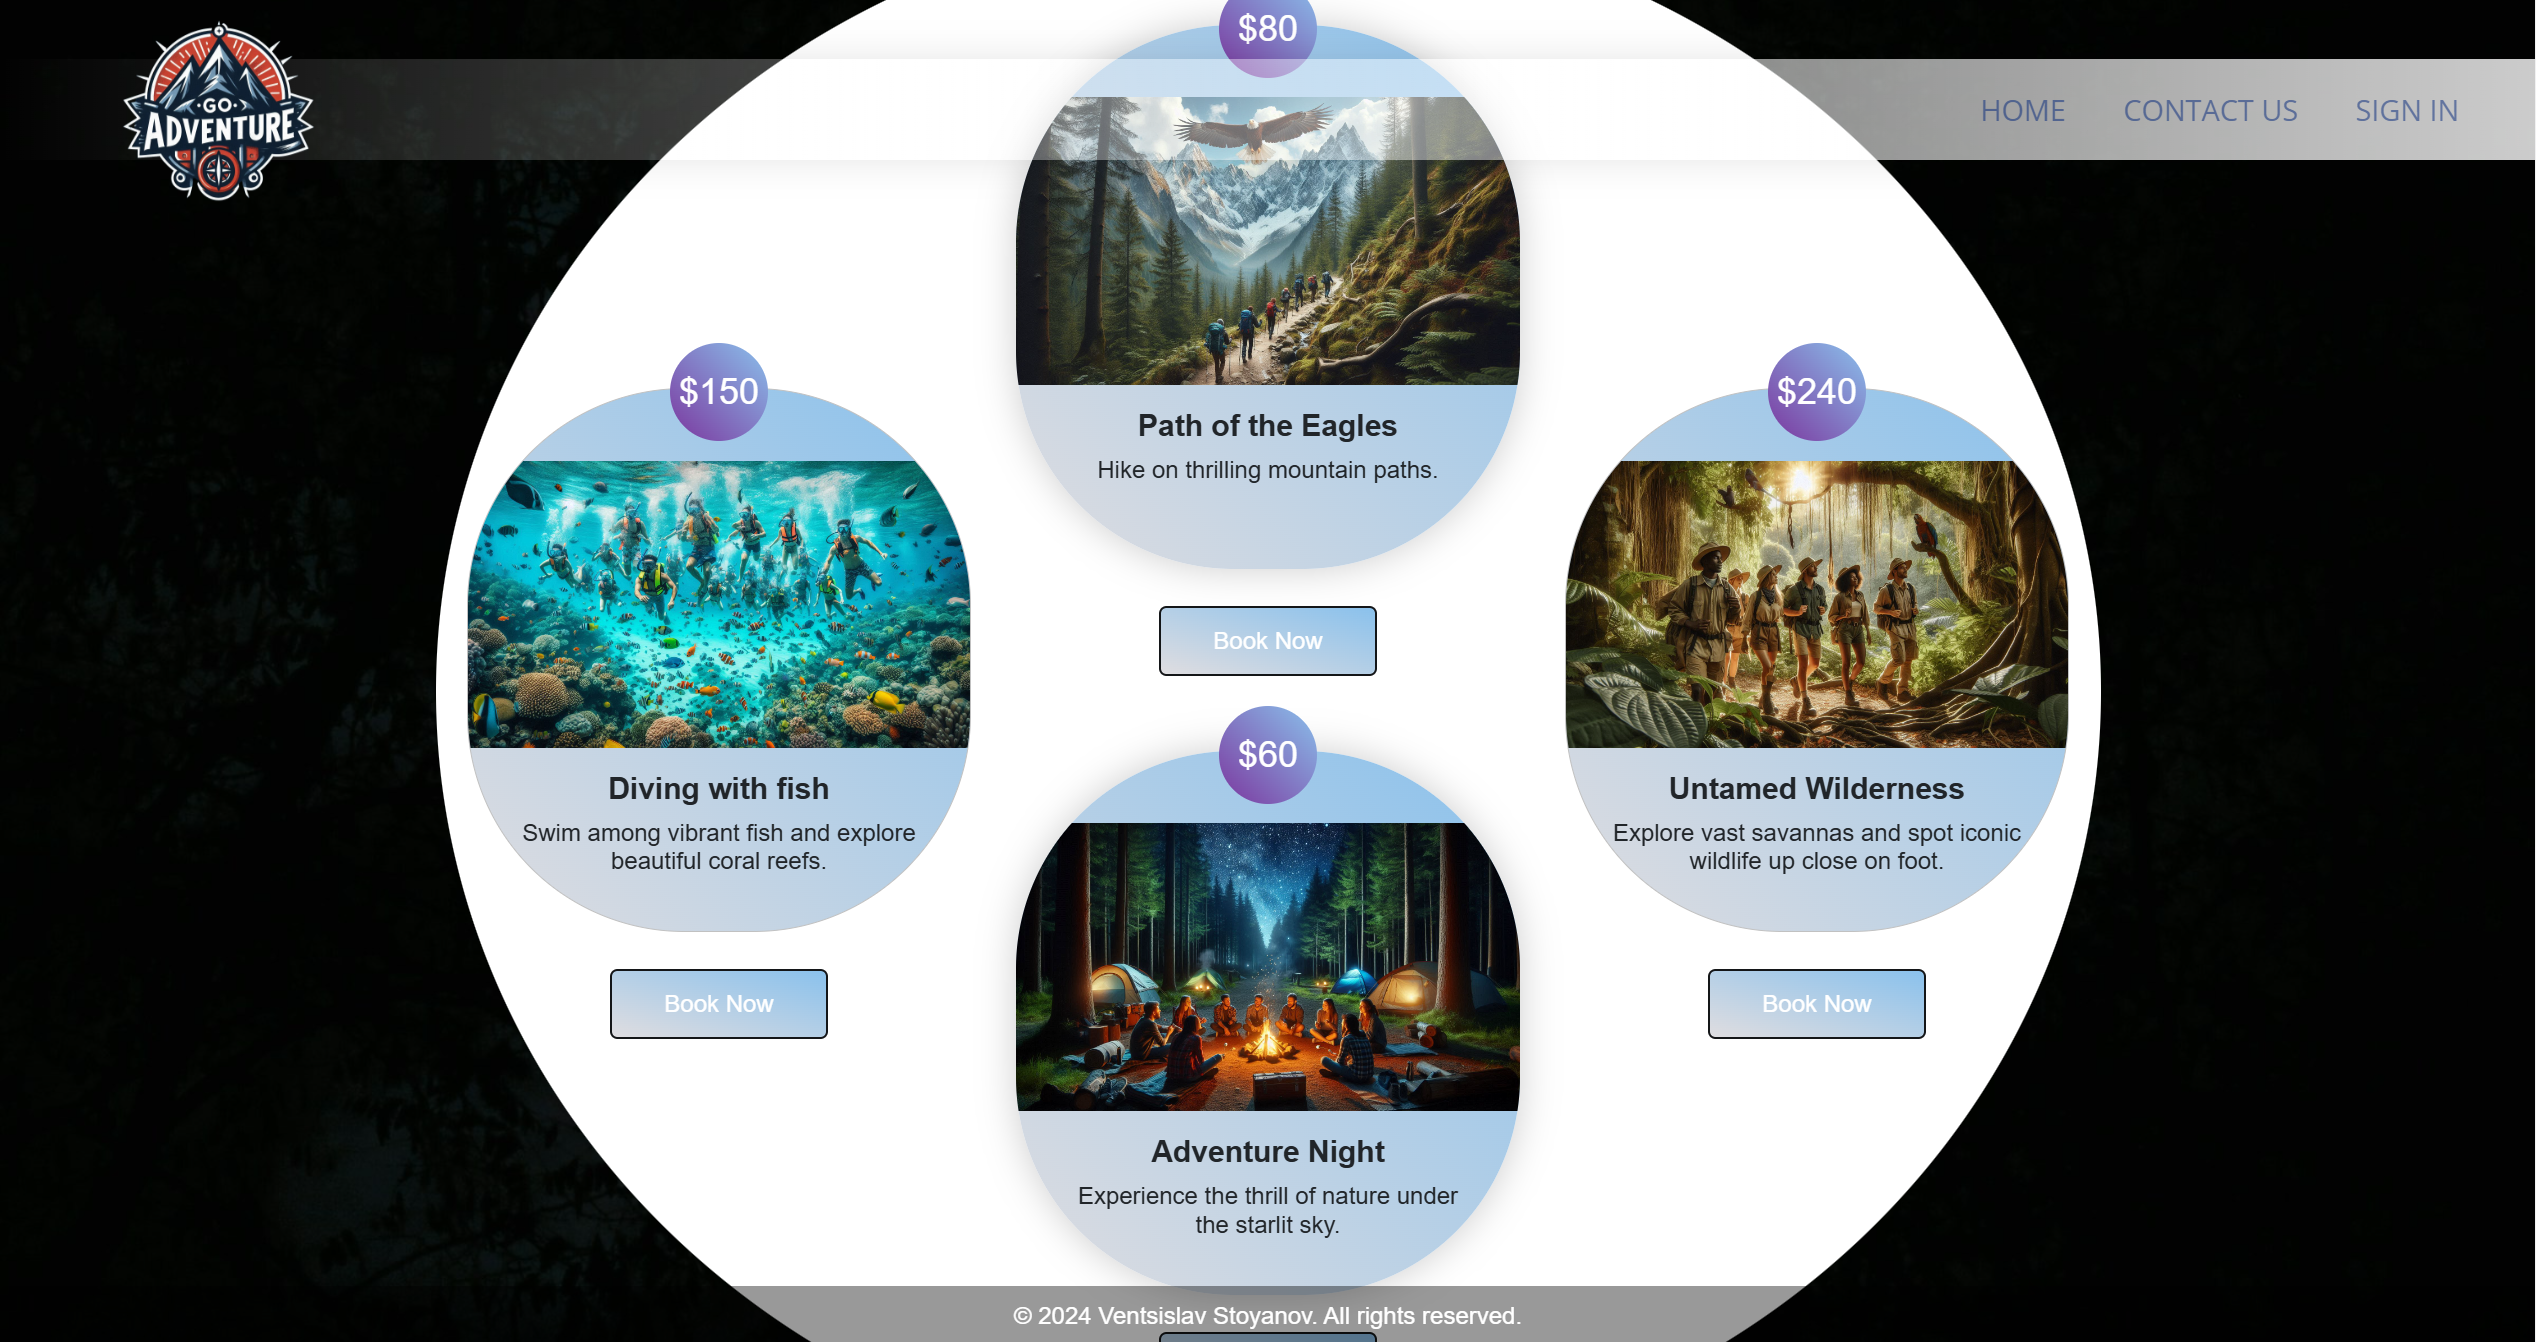 GO
ADVENTURE
HOME CONTACT US SIGN IN
$80
Path of the Eagles
Hike on thrilling mountain paths.
Book Now
$150
Diving with fish
Swim among vibrant fish and explore
beautiful coral reefs.
Book Now
$240
Untamed Wilderness
Explore vast savannas and spot iconic
wildlife up close on foot.
Book Now
$60
Adventure Night
Experience the thrill of nature under
the starlit sky.
© 2024 Ventsislav Stoyanov. All rights reserved.